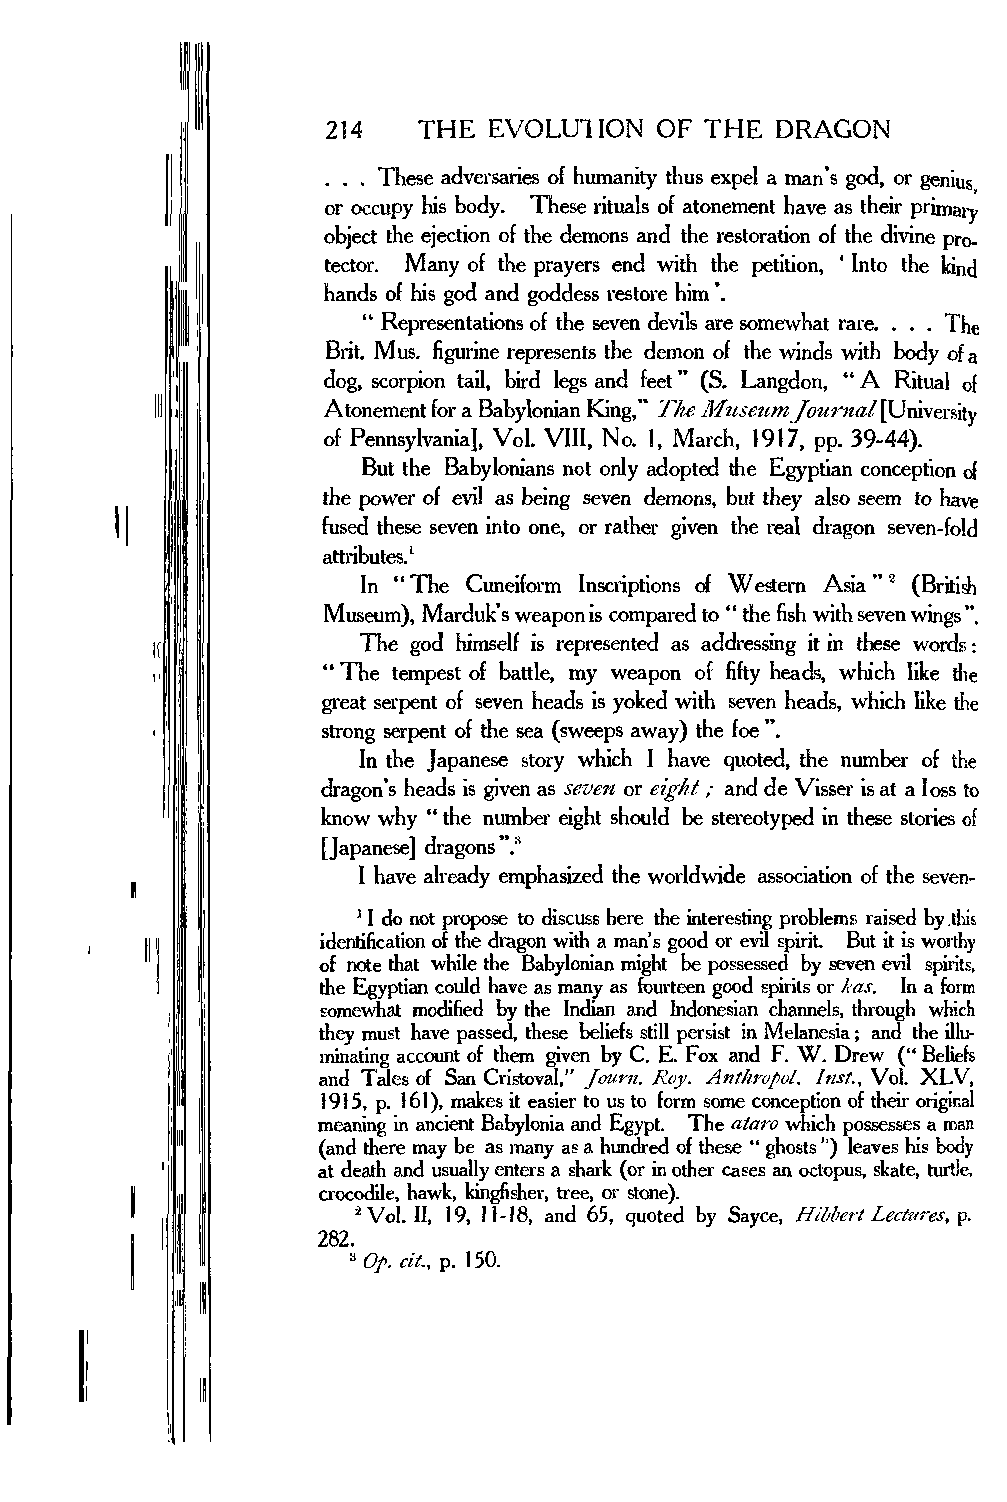 214 THE EVOLUTION OF THE DRAGON
. . . These adversaries of humanity thus expel a man's god, or genius,
or occupy his body. These rituals of atonement have as their primary
object the ejection of the demons and the restoration of the divine pro-
tector. Many of the prayers end with the petition, ' Into the kind
hands of his god and goddess restore him '.
" Representations of the seven devils are somewhat rare. . . . The
Brit. Mus. figurine represents the demon of the winds with body of a
dog, scorpion tail, bird legs and feet " (S. Langdon, " A Ritual of
Atonement for a Babylonian King," The Museum Journal [University
of Pennsylvania], Vol. VIII, No. 1, March, 1917, pp. 39-44).
But the Babylonians not only adopted the Egyptian conception of
the power of evil as being seven demons, but they also seem to have
fused these seven into one, or rather given the real dragon seven-fold
attributes.¹
In " The Cuneiform Inscriptions of Western Asia " ² (British
Museum), Marduk's weapon is compared to " the fish with seven wings ".
The god himself is represented as addressing it in these words :
" The tempest of battle, my weapon of fifty heads, which like the
great serpent of seven heads is yoked with seven heads, which like the
strong serpent of the sea (sweeps away) the foe ".
In the Japanese story which I have quoted, the number of the
dragon's heads is given as seven or eight ; and de Visser is at a loss to
know why " the number eight should be stereotyped in these stories of
[Japanese] dragons ".³
I have already emphasized the worldwide association of the seven-
¹ I do not propose to discuss here the interesting problems raised by this
identification of the dragon with a man's good or evil spirit. But it is worthy
of note that while the Babylonian might be possessed by seven evil spirits,
the Egyptian could have as many as fourteen good spirits or kas. In a form
somewhat modified by the Indian and Indonesian channels, through which
they must have passed, these beliefs still persist in Melanesia ; and the illu-
minating account of them given by C. E. Fox and F. W. Drew (" Beliefs
and Tales of San Cristoval," Journ. Roy. Anthropol. Inst., Vol. XLV,
1915, p. 161), makes it easier to us to form some conception of their original
meaning in ancient Babylonia and Egypt. The ataro which possesses a man
(and there may be as many as a hundred of these " ghosts ") leaves his body
at death and usually enters a shark (or in other cases an octopus, skate, turtle,
crocodile, hawk, kingfisher, tree, or stone).
² Vol. II, 19, 11-18, and 65, quoted by Sayce, Hibbert Lectures, p.
282.
³ Op. cit., p. 150.